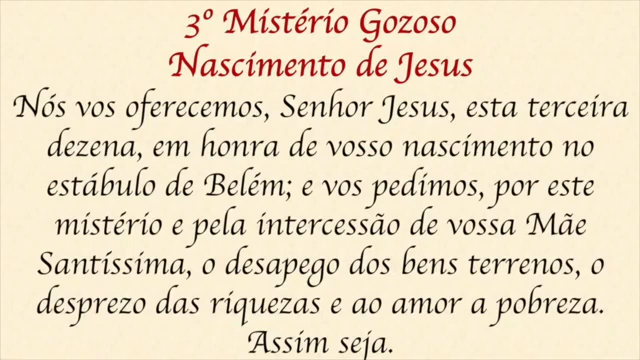 3º Mistério Gozoso
Nascimento de Jesus
Nós vos oferecemos, Senhor Jesus, esta terceira
dezena, em honra de vosso nascimento no
estábulo de Belém; e vos pedimos, por este
mistério e pela intercessão de vossa Mãe
Santíssima, o desapego dos bens terrenos, o
desprezo das riquezas e ao amor a pobreza.
Assim seja.